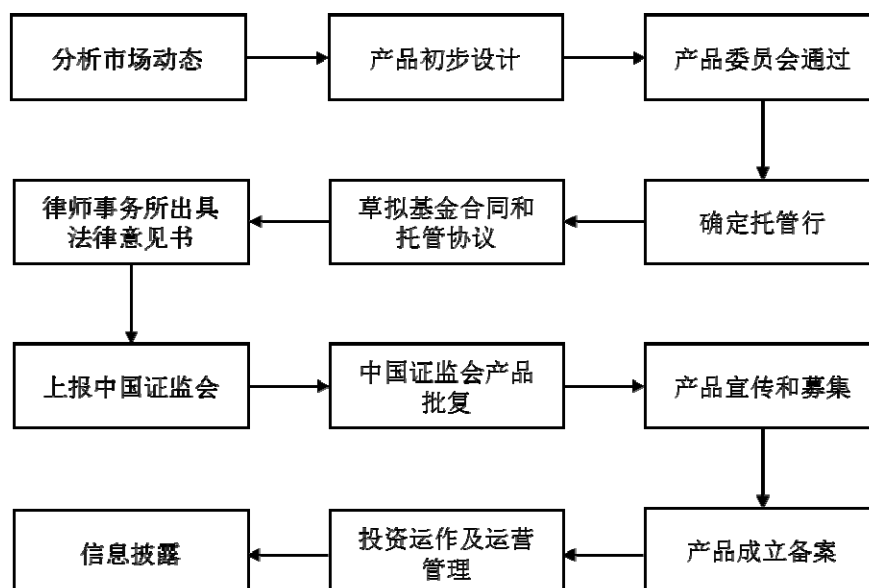 分析市场动态
产品初步设计
产品委员会通过
确定托管行
草拟基金合同和
托管协议
律师事务所出具
法律意见书
上报中国证监会
中国证监会产品
批复
产品宣传和募集
产品成立备案
投资运作及运营
管理
信息披露